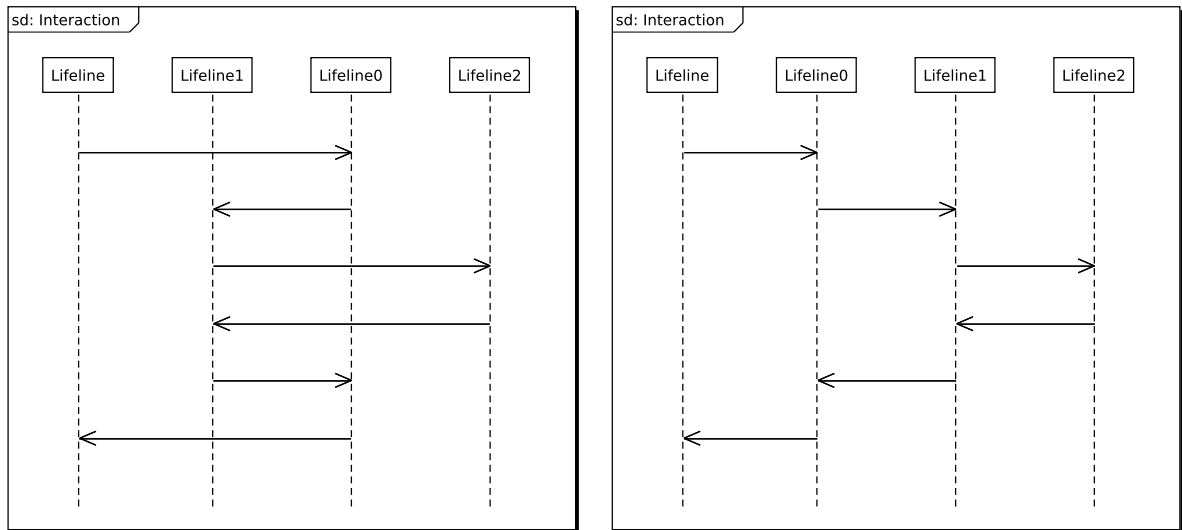 sd: Interaction
Lifeline Lifeline1 Lifeline0 Lifeline2
sd: Interaction
Lifeline Lifeline0 Lifeline1 Lifeline2